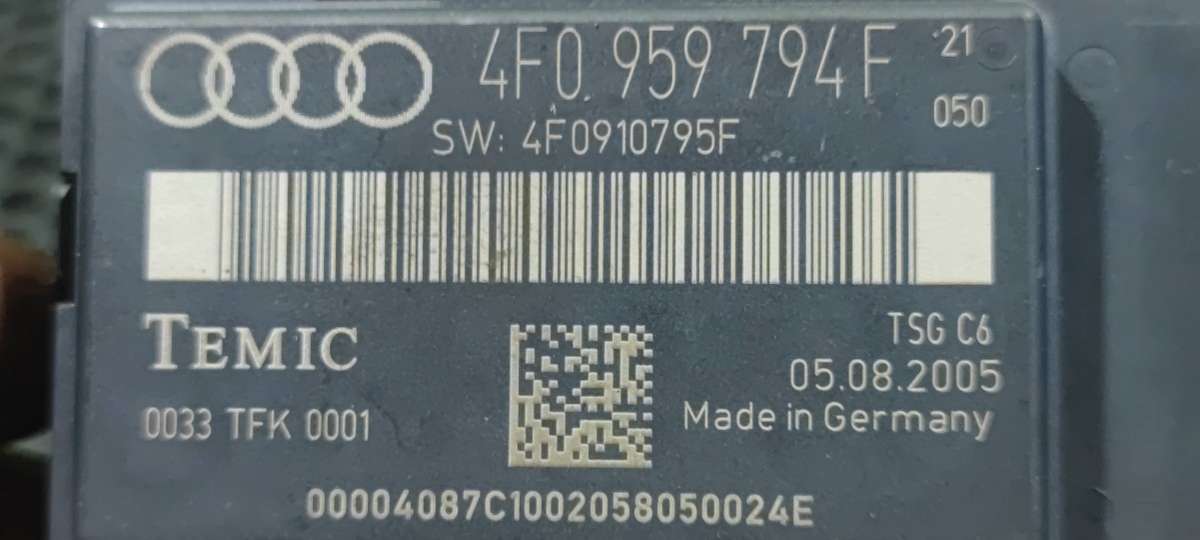 4F0 959 794 F 21
050
SW: 4F0910795F
TEMIC
TSG C6
05.08.2005
0033 TFK 0001
Made in Germany
00004087C1002058050024E